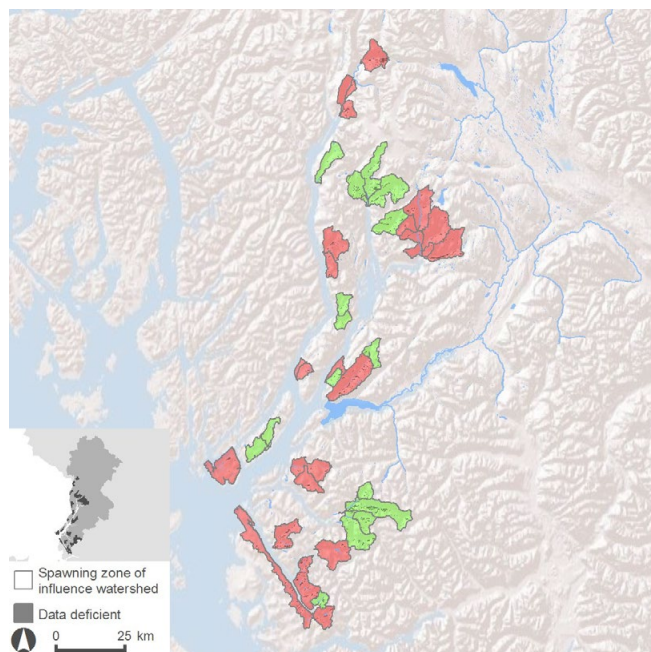 Spawning zone of
influence watershed
Data deficient
0 25 km